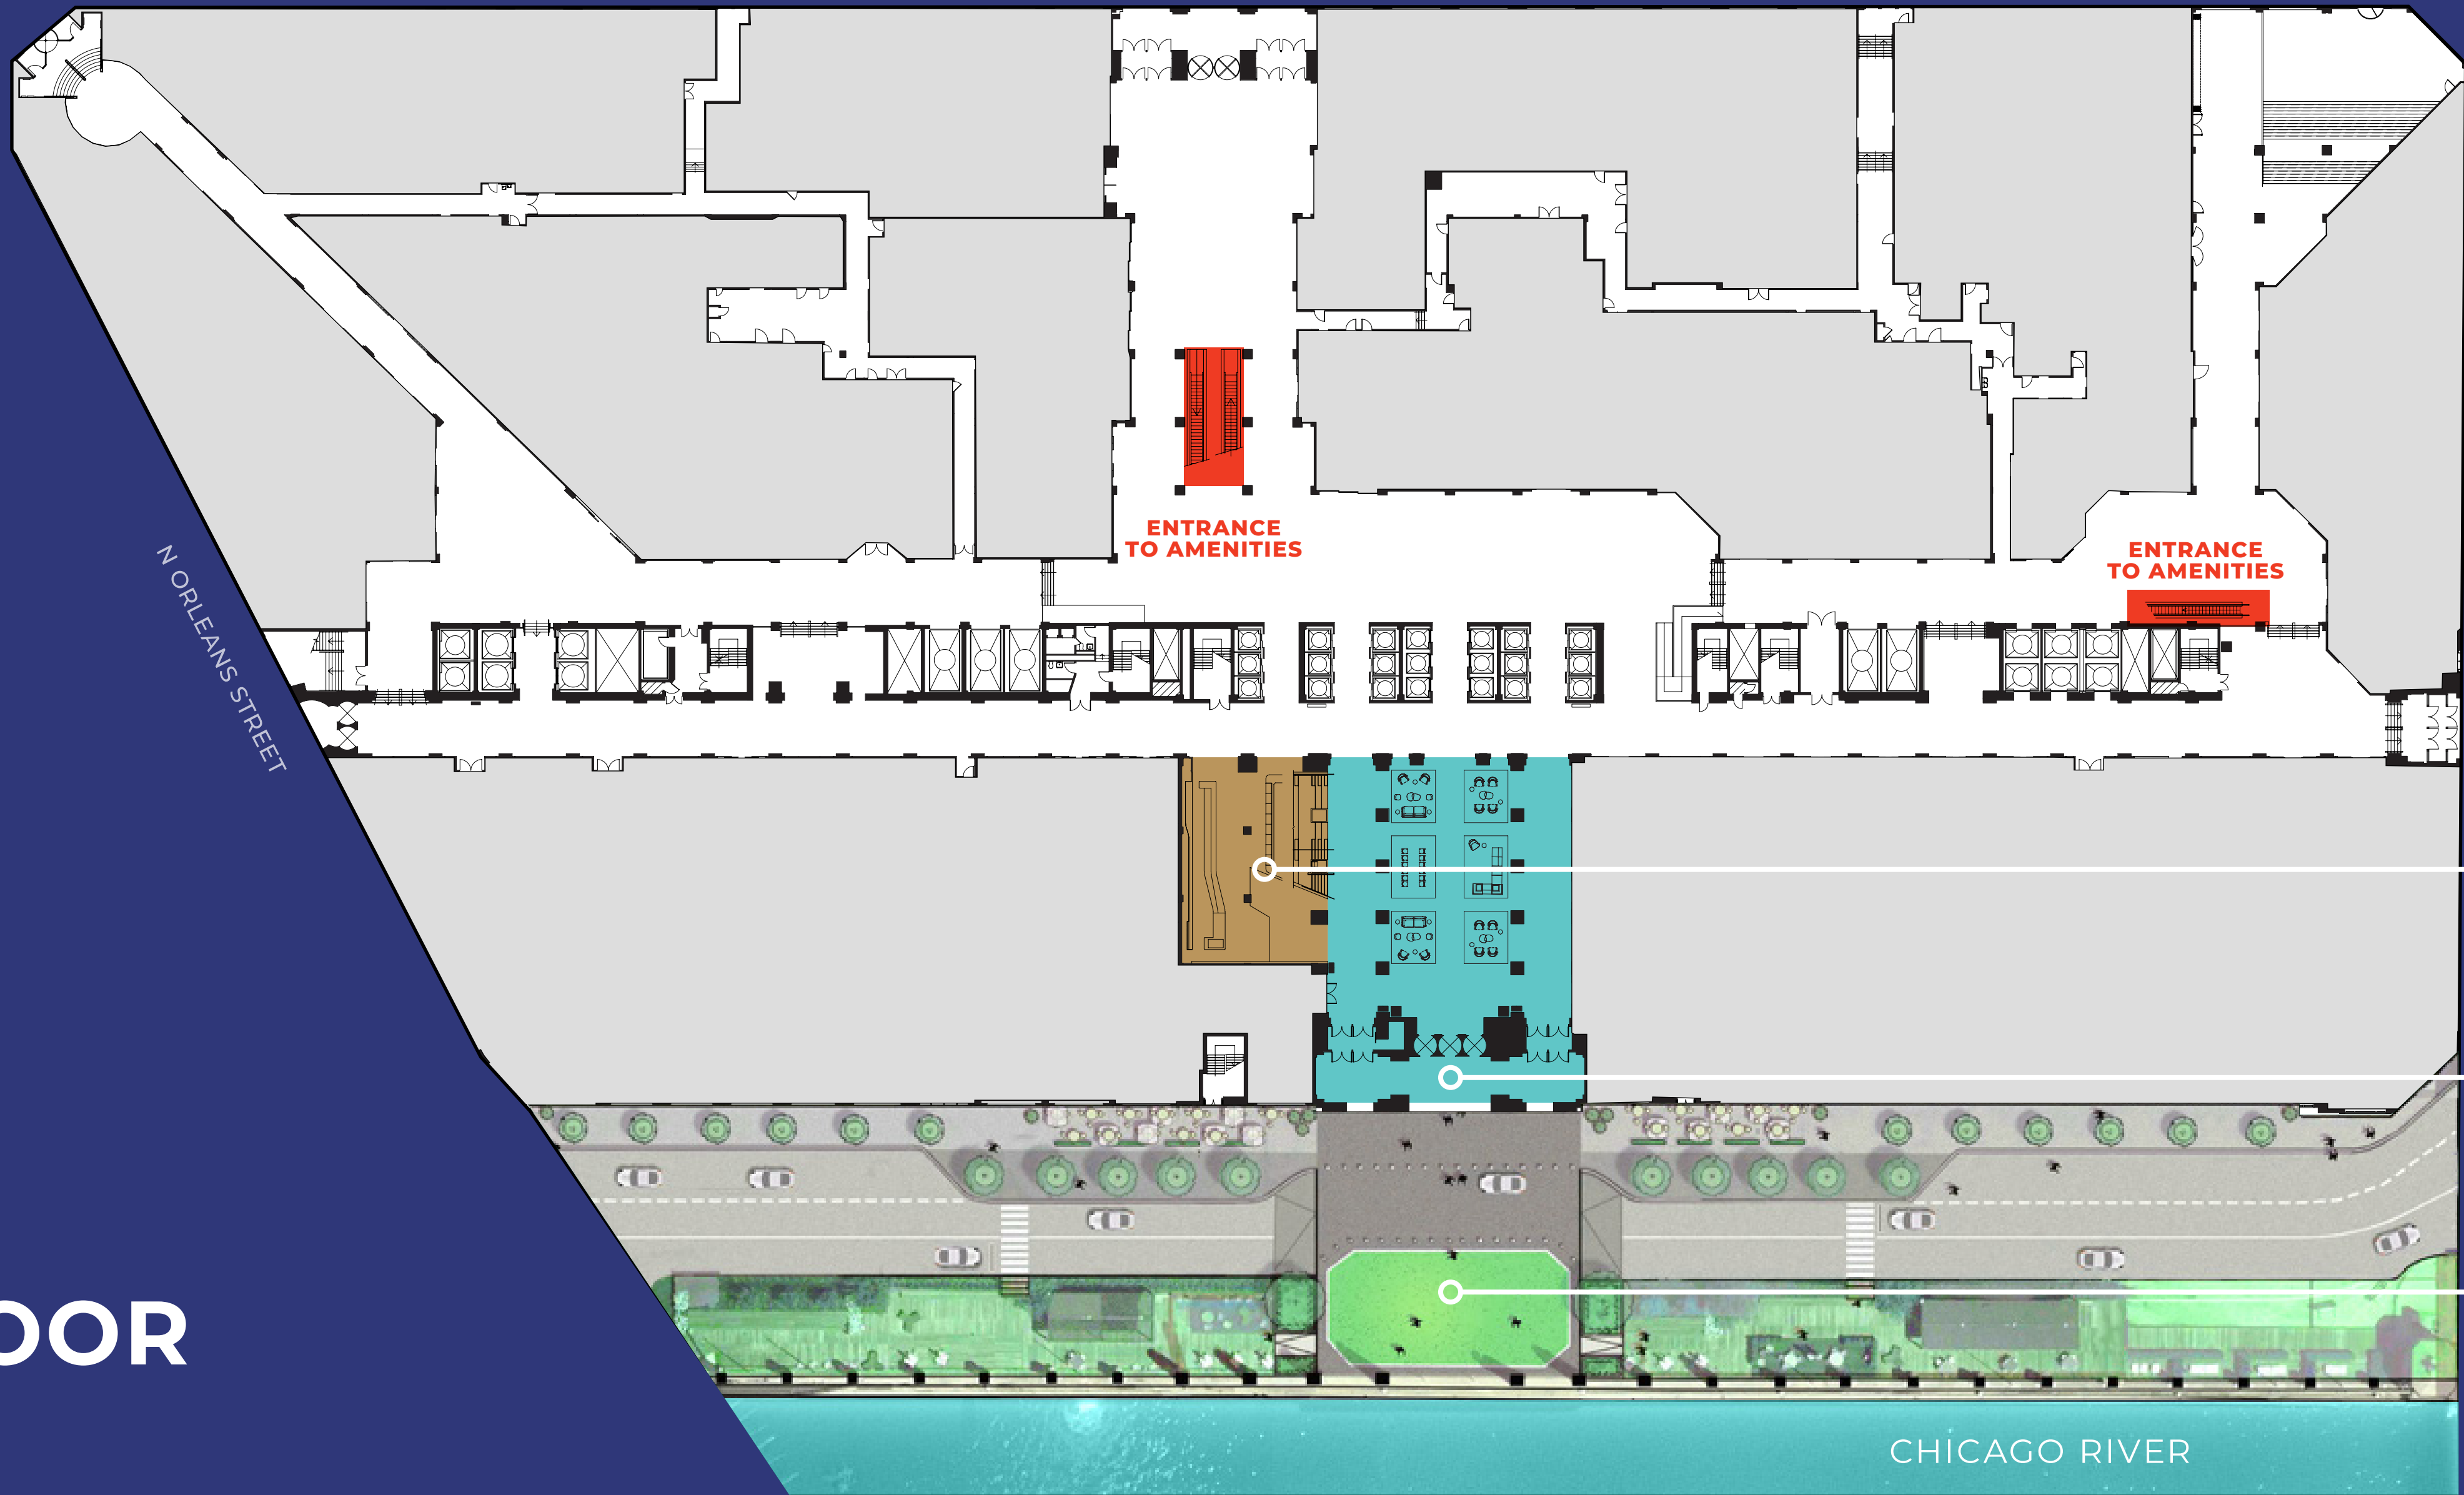 ENTRANCE
TO AMENITIES
ENTRANCE
TO AMENITIES
N ORLEANS STREET
OOR
CHICAGO RIVER